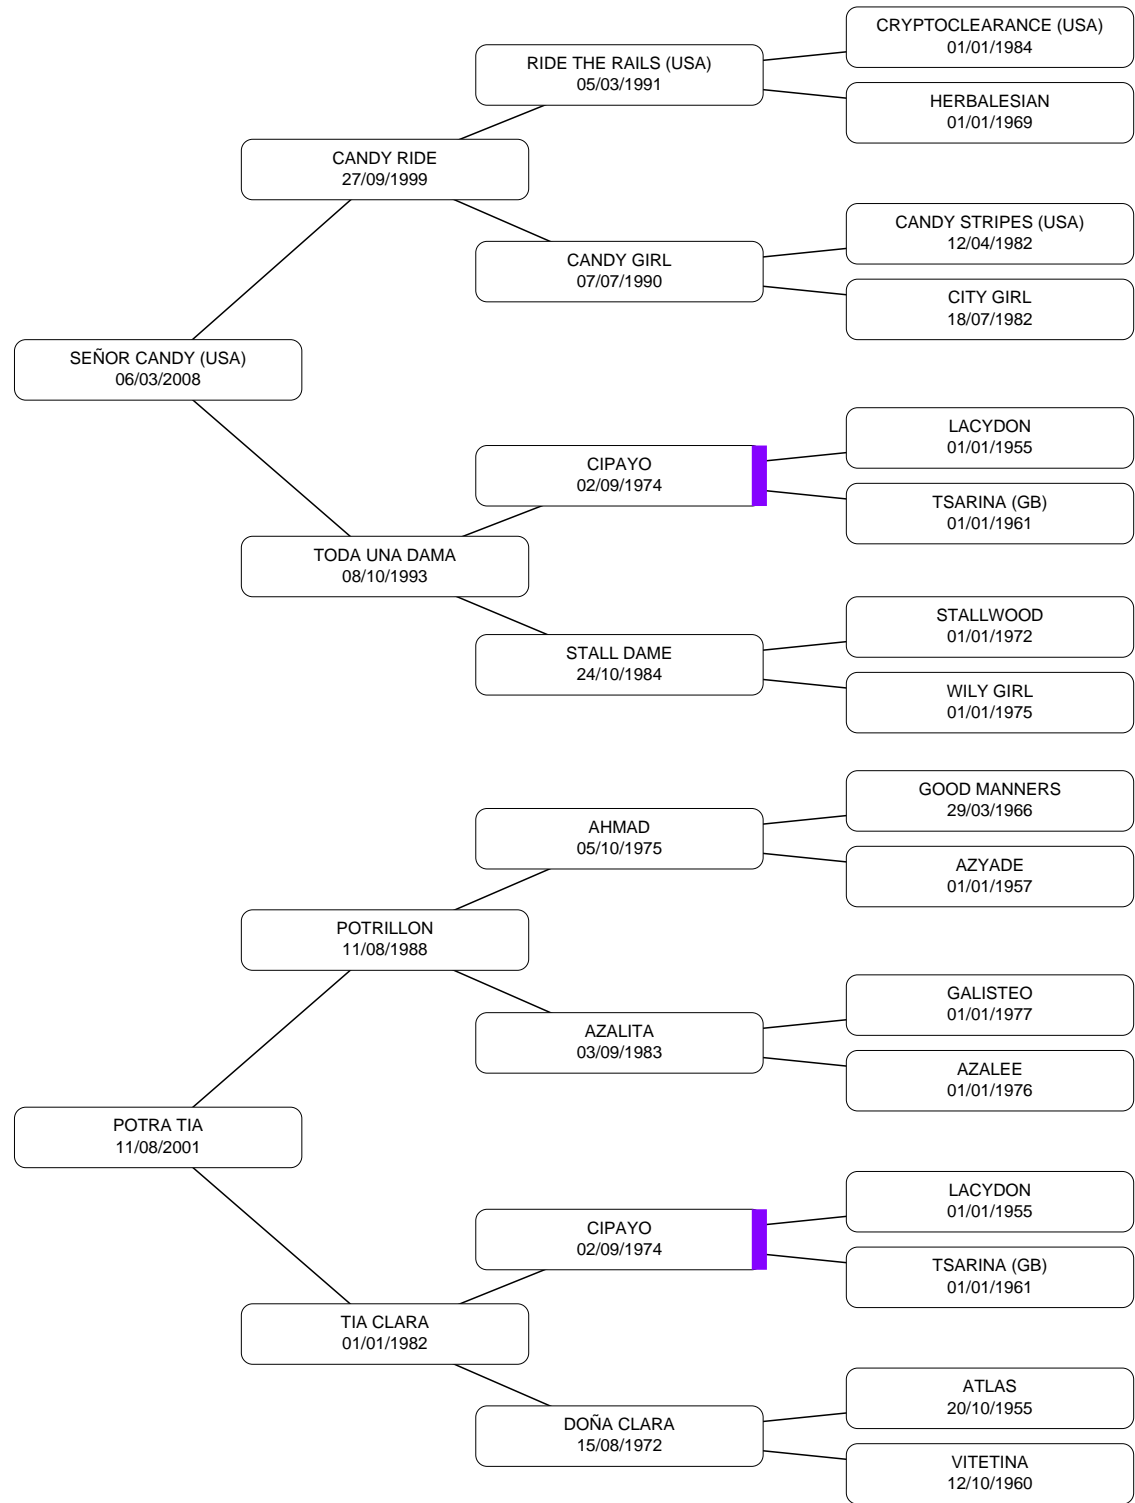 CRYPTOCLEARANCE (USA)
01/01/1984
RIDE THE RAILS (USA)
05/03/1991
HERBALESIAN
01/01/1969
CANDY RIDE
27/09/1999
CANDY STRIPES (USA)
12/04/1982
CANDY GIRL
07/07/1990
CITY GIRL
18/07/1982
SEÑOR CANDY (USA)
06/03/2008
LACYDON
01/01/1955
CIPAYO
02/09/1974
TSARINA (GB)
01/01/1961
TODA UNA DAMA
08/10/1993
STALLWOOD
01/01/1972
STALL DAME
24/10/1984
WILY GIRL
01/01/1975
GOOD MANNERS
29/03/1966
AHMAD
05/10/1975
AZYADE
01/01/1957
POTRILLON
11/08/1988
GALISTEO
01/01/1977
AZALITA
03/09/1983
AZALEE
01/01/1976
POTRA TIA
11/08/2001
LACYDON
01/01/1955
CIPAYO
02/09/1974
TSARINA (GB)
01/01/1961
TIA CLARA
01/01/1982
ATLAS
20/10/1955
DOÑA CLARA
15/08/1972
VITETINA
12/10/1960